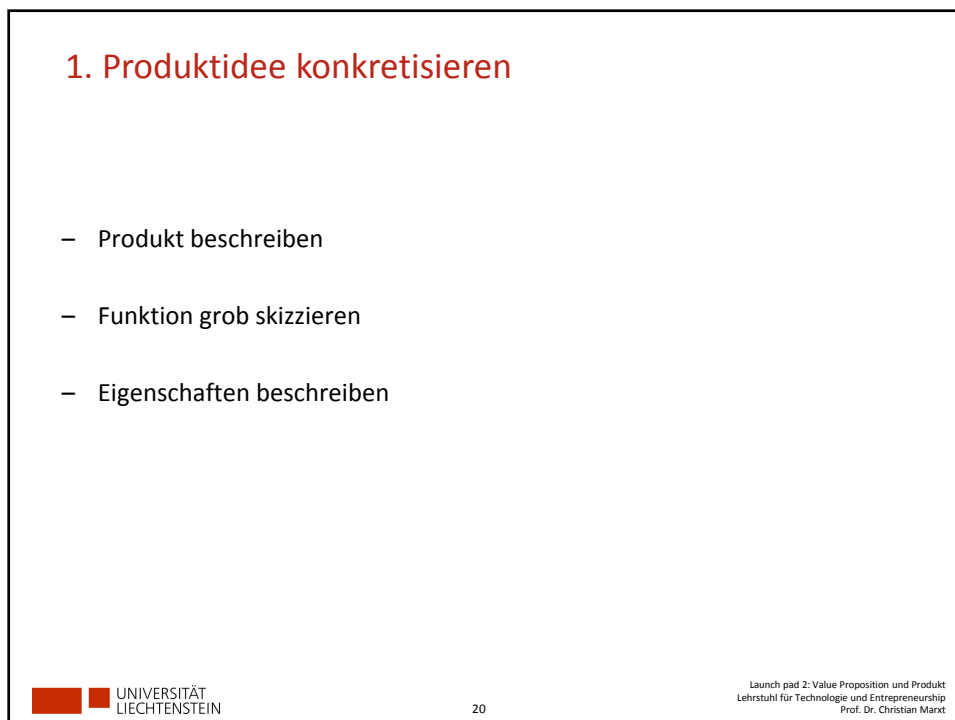 1. Produktidee konkretisieren
– Produkt beschreiben
– Funktion grob skizzieren
– Eigenschaften beschreiben
UNIVERSITÄT
LIECHTENSTEIN
20
Launch pad 2: Value Proposition und Produkt
Lehrstuhl für Technologie und Entrepreneurship
Prof. Dr. Christian Marxt